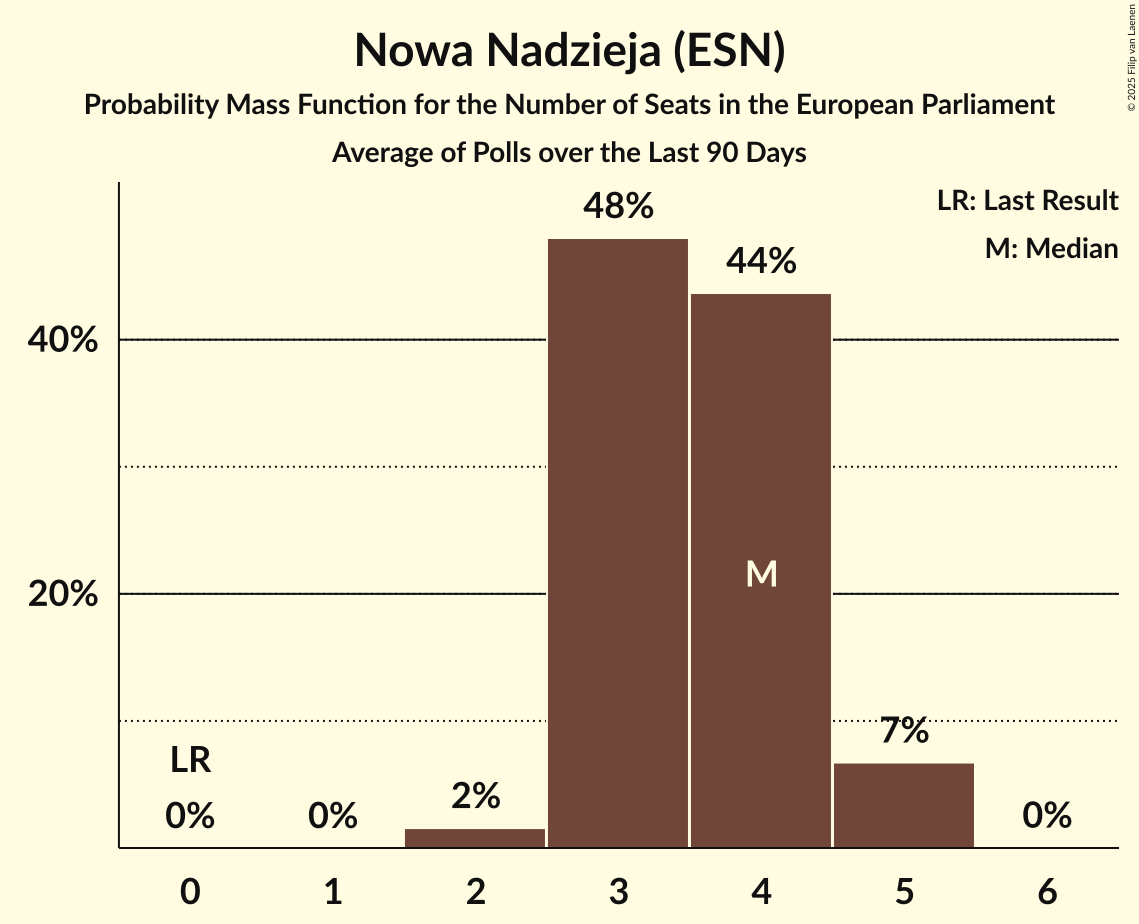 Nowa Nadzieja (ESN)
Probability Mass Function for the Number of Seats in the European Parliament
Average of Polls over the Last 90 Days
© 2025 Filip van Laenen
LR: Last Result
M: Median
48%
44%
40%
M
20%
7%
LR
2%
0%
0%
0%
0 1 2 3 4 5 6